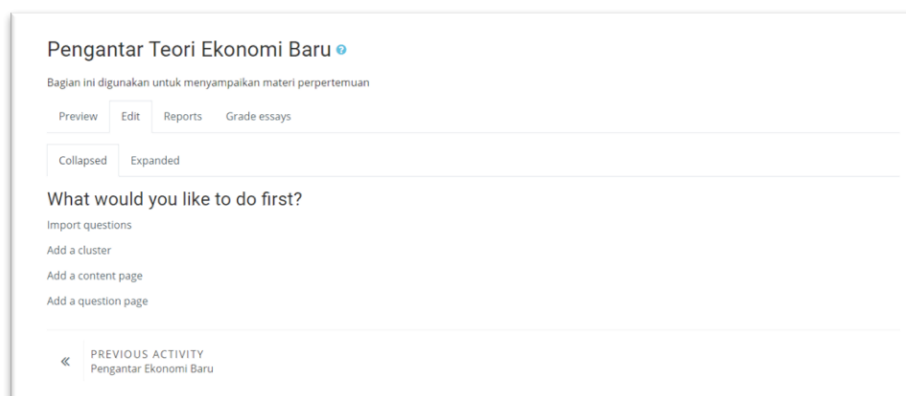 Pengantar Teori Ekonomi Baru
Bagian ini digunakan untuk menyampaikan materi perpertemuan
Preview Edit Reports Grade essays
Collapsed Expanded
What would you like to do first?
Import questions
Add a cluster
Add a content page
Add a question page
PREVIOUS ACTIVITY
Pengantar Ekonomi Baru